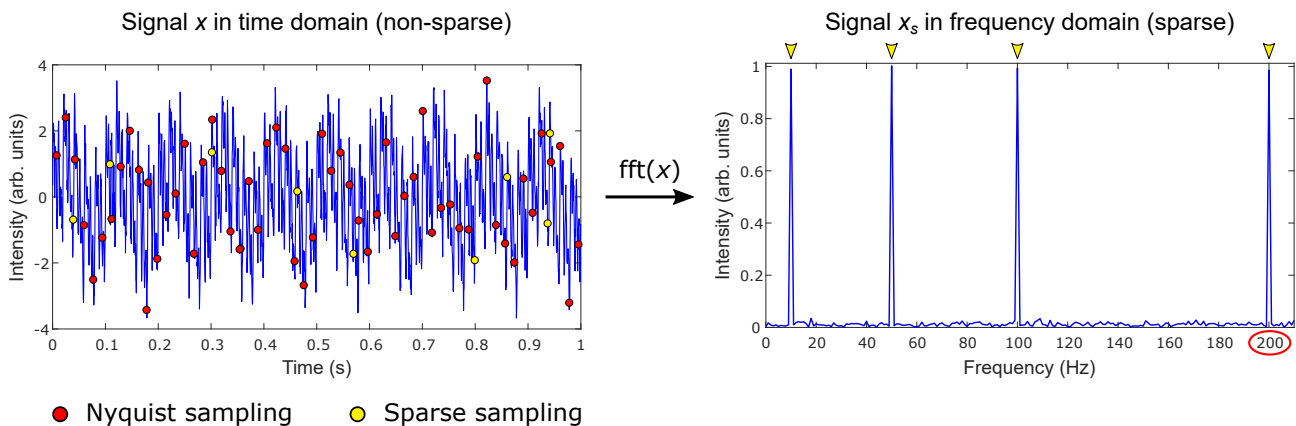 Signal x in time domain (non-sparse)
4
2
0
−2
−4
Intensity (arb. units)
0 0.1 0.2 0.3 0.4 0.5 0.6 0.7 0.8 0.9 1
Time (s)
Nyquist sampling
Sparse sampling
fft(x)
Signal xs in frequency domain (sparse)
1
0.8
0.6
0.4
0.2
0
Intensity (arb. units)
0 20 40 60 80 100 120 140 160 180 200
Frequency (Hz)